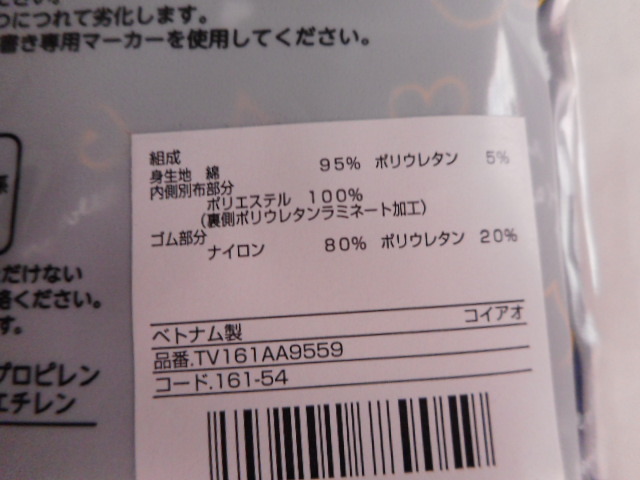 ださい。
つにつれて劣化します。
書き専用マーカーを使用してください。
組成
身生地 綿 95% ポリウレタン 5%
内側別布部分
ポリエステル 100%
(裏側ポリウレタンラミネート加工)
ゴム部分
ナイロン 80% ポリウレタン 20%
コイアオ
ベトナム製
品番.TV161AA9559
コード.161-54
だけない
絡ください。
す。
プロピレン
エチレン